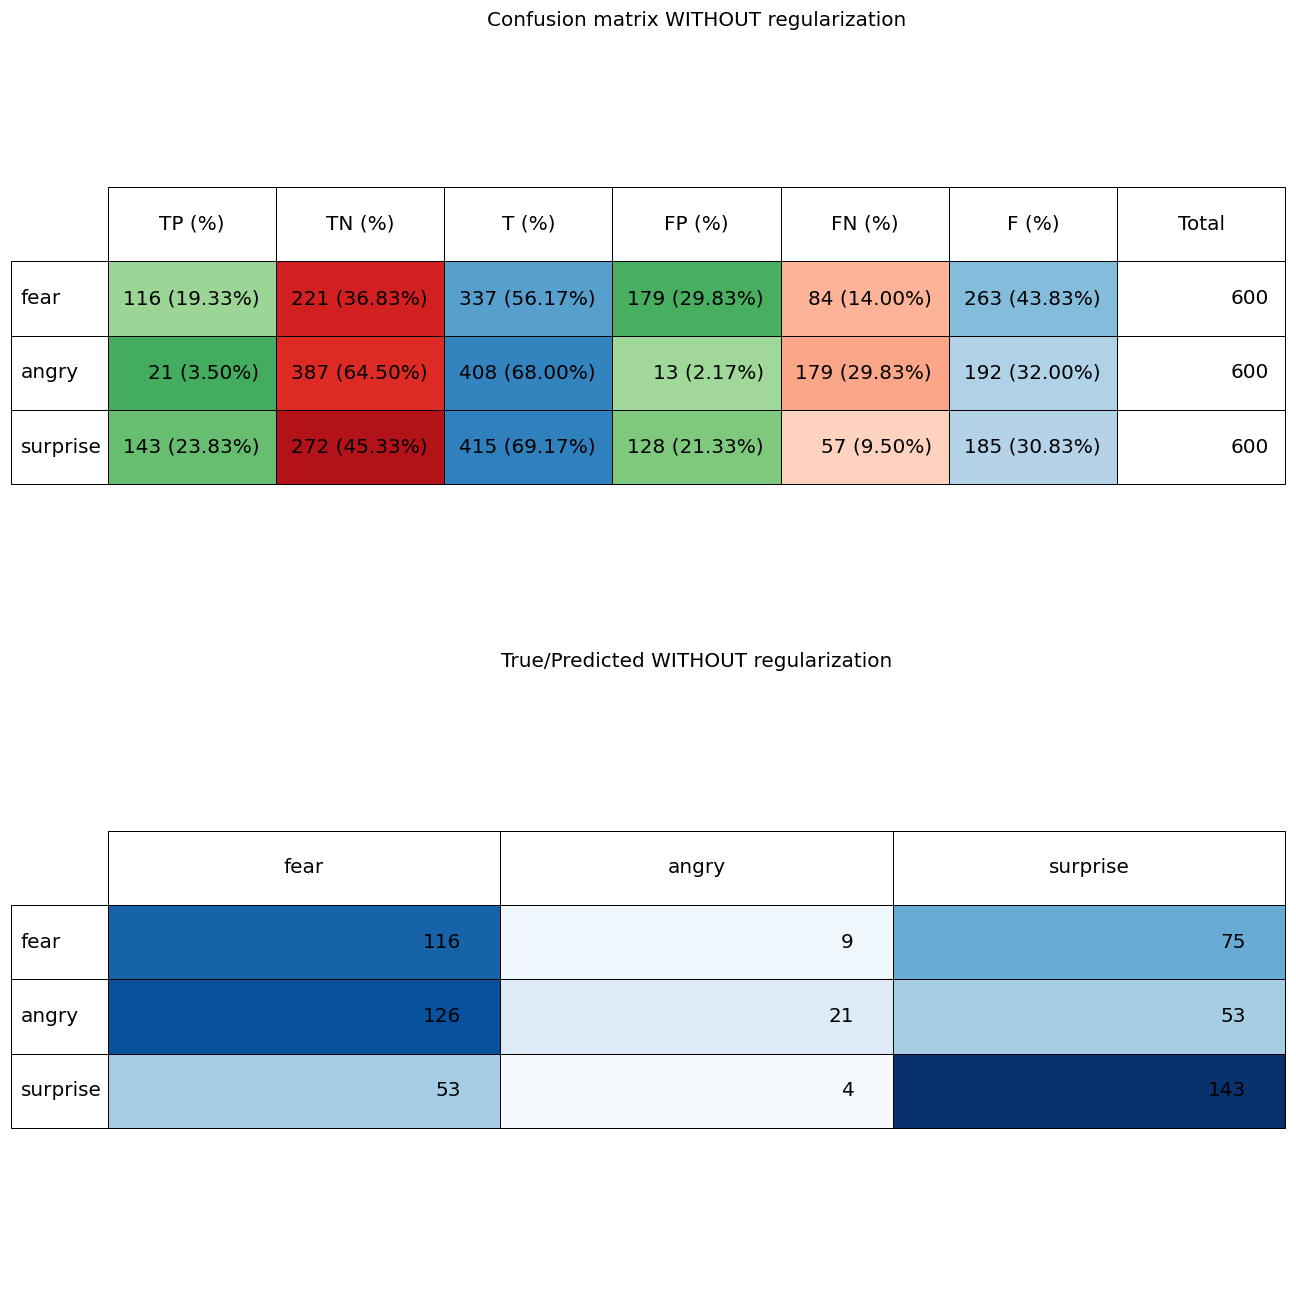 Confusion matrix WITHOUT regularization
TP (%) TN (%) T (%) FP (%) FN (%) F (%) Total
fear 116 (19.33%) 221 (36.83%) 337 (56.17%) 179 (29.83%) 84 (14.00%) 263 (43.83%) 600
angry 21 (3.50%) 387 (64.50%) 408 (68.00%) 13 (2.17%) 179 (29.83%) 192 (32.00%) 600
surprise 143 (23.83%) 272 (45.33%) 415 (69.17%) 128 (21.33%) 57 (9.50%) 185 (30.83%) 600
True/Predicted WITHOUT regularization
fear angry surprise
fear 116 9 75
angry 126 21 53
surprise 53 4 143